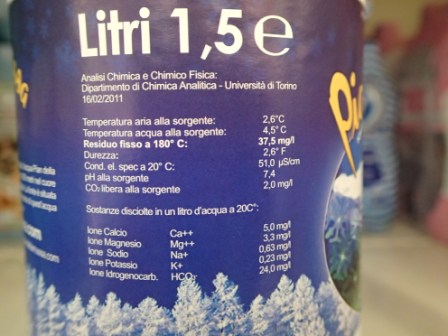 Litri 1,5 e
Analisi Chimica e Chimico Fisica:
Dipartimento di Chimica Analitica - Università di Torino
16/02/2011
Temperatura aria alla sorgente: 2,6°C
Temperatura acqua alla sorgente: 4,5° C
Residuo fisso a 180° C: 37,5 mg/l
Durezza: 2,6° F
Cond. el. spec a 20° C: 51,0 µS/cm
pH alla sorgente 7,4
CO2 libera alla sorgente: 2,0 mg/l
Sostanze disciolte in un litro d'acqua a 20C°:
Ione Calcio Ca++ 5,0 mg/l
Ione Magnesio Mg++ 3,3 mg/l
Ione Sodio Na+ 0,63 mg/l
Ione Potassio K+ 0,23 mg/l
Ione Idrogenocarb. HCO3- 24,0 mg/l